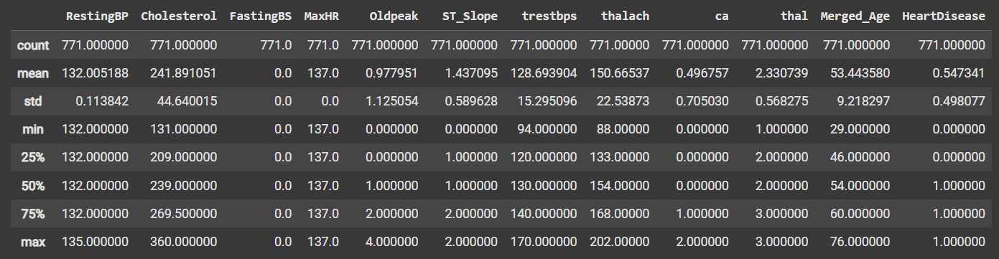 RestingBP Cholesterol FastingBS MaxHR Oldpeak ST_Slope trestbps thalach ca thal Merged_Age HeartDisease
count 771.000000 771.000000 771.0 771.0 771.000000 771.000000 771.000000 771.00000 771.000000 771.000000 771.000000 771.000000
mean 132.005188 241.891051 0.0 137.0 0.977951 1.437095 128.693904 150.66537 0.496757 2.330739 53.443580 0.547341
std 0.113842 44.640015 0.0 0.0 1.125054 0.589628 15.295096 22.53873 0.705030 0.568275 9.218297 0.498077
min 132.000000 131.000000 0.0 137.0 0.000000 0.000000 94.000000 88.00000 0.000000 1.000000 29.000000 0.000000
25% 132.000000 209.000000 0.0 137.0 0.000000 1.000000 120.000000 133.00000 0.000000 2.000000 46.000000 0.000000
50% 132.000000 239.000000 0.0 137.0 1.000000 1.000000 130.000000 154.00000 0.000000 2.000000 54.000000 1.000000
75% 132.000000 269.500000 0.0 137.0 2.000000 2.000000 140.000000 168.00000 1.000000 3.000000 60.000000 1.000000
max 135.000000 360.000000 0.0 137.0 4.000000 2.000000 170.000000 202.00000 2.000000 3.000000 76.000000 1.000000